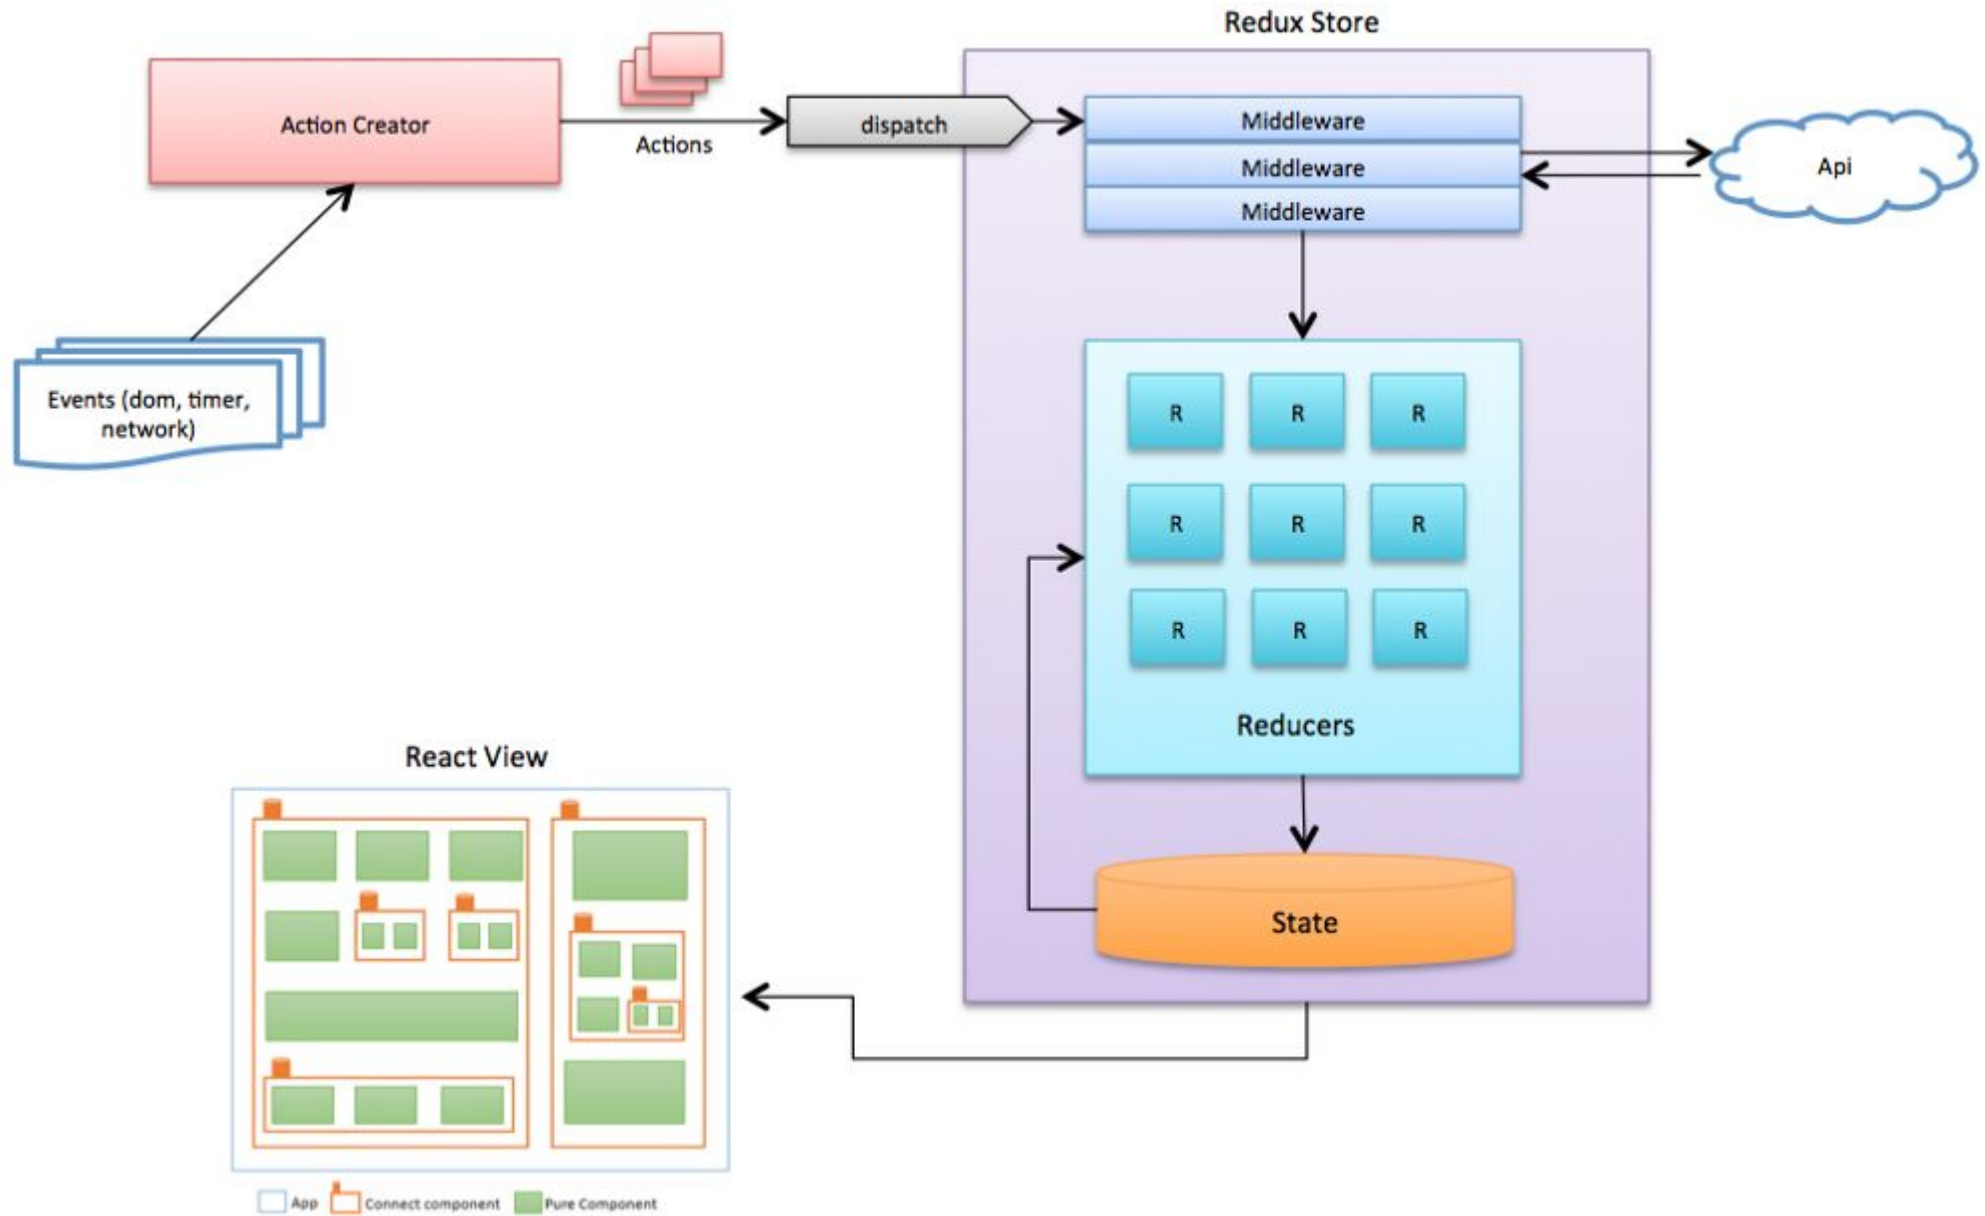 Redux Store
Action Creator
Actions
dispatch
Middleware
Middleware
Middleware
Api
Events (dom, timer,
network)
R R R
R R R
R R R
Reducers
State
React View
App Connect component Pure Component